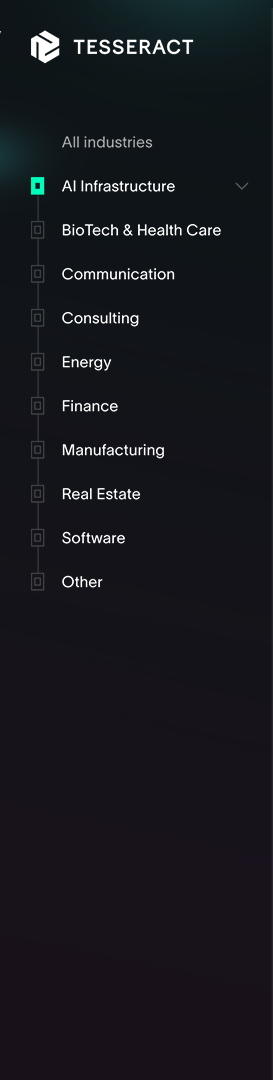 TESSERACT
All industries
AI Infrastructure
BioTech & Health Care
Communication
Consulting
Energy
Finance
Manufacturing
Real Estate
Software
Other